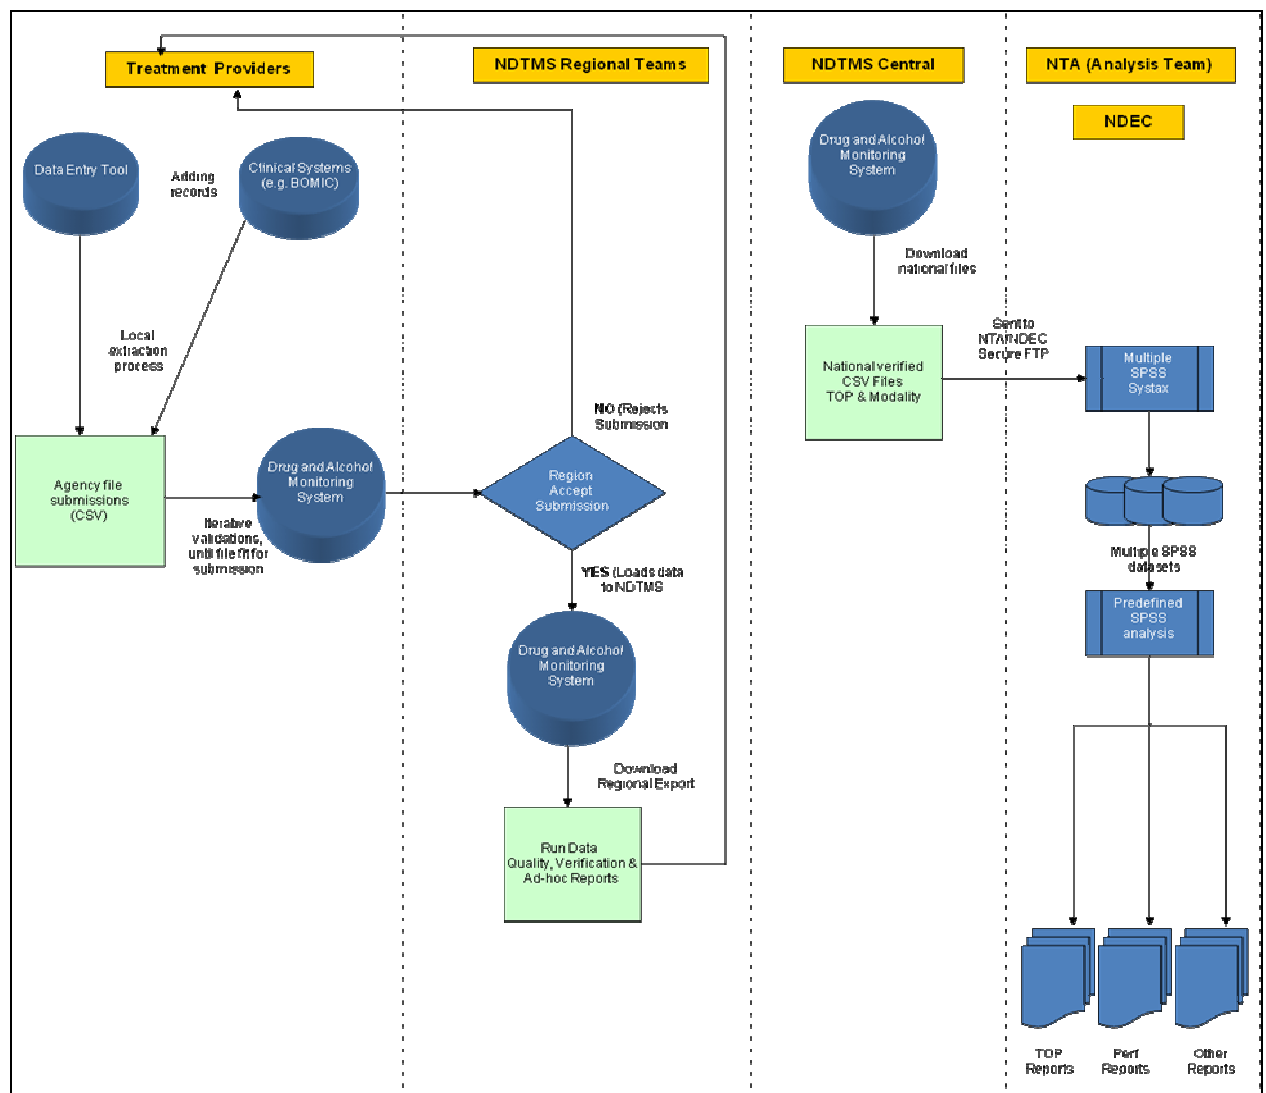 Treatment Providers
NDTMS Regional Teams
NDTMS Central
NTA (Analysis Team)
NDEC
Data Entry Tool
Adding
records
Clinical Systems
(e.g. BOMIC)
Drug and Alcohol
Monitoring
System
Download
national files
Local
extraction
process
Sent to
NTA/NDEC
Secure FTP
National verified
CSV Files
TOP & Modality
Multiple
SPSS
Systax
NO (Rejects
Submission
Agency file
submissions
(CSV)
Drug and Alcohol
Monitoring
System
Region
Accept
Submission
Iterative
validations,
until file fit for
submission
Multiple SPSS
datasets
YES (Loads data
to NDTMS
Predefined
SPSS
analysis
Drug and Alcohol
Monitoring
System
Download
Regional Export
Run Data
Quality, Verification &
Ad-hoc Reports
TOP
Reports
Perf
Reports
Other
Reports